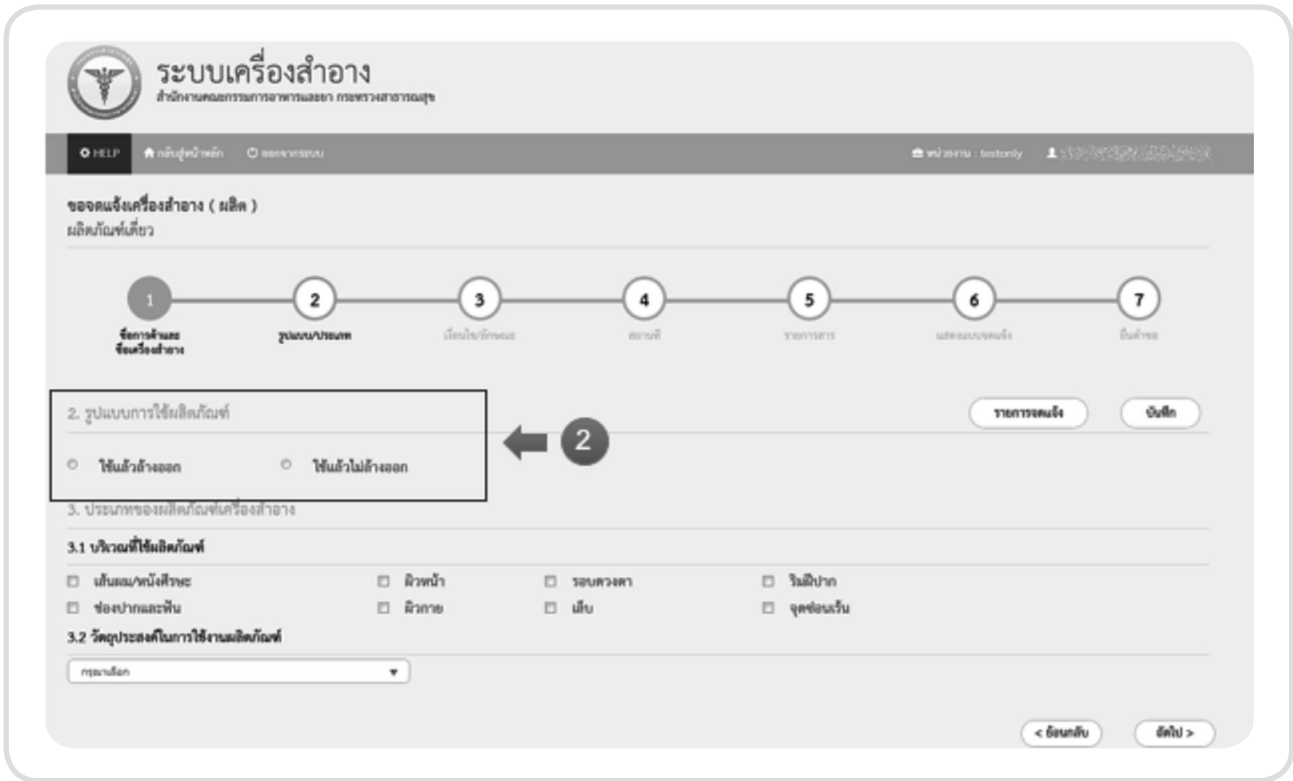 ระบบเครื่องสำอาง
สำนักงานคณะกรรมการอาหารและยา กระทรวงสาธารณสุข
HELP กลับสู่หน้าหลัก ออกจากระบบ หน่วยงาน : testonly
ขอจดแจ้งเครื่องสำอาง ( ผลิต )
ผลิตภัณฑ์เดี่ยว
1 2 3 4 5 6 7
ชื่อการค้าและ รูปแบบ/ประเภท เงื่อนไข/ลักษณะ สถานที่ รายการสาร แสดงแบบจดแจ้ง ยื่นคำขอ
ชื่อเครื่องสำอาง
2. รูปแบบการใช้ผลิตภัณฑ์ รายการจดแจ้ง บันทึก
2
ใช้แล้วล้างออก ใช้แล้วไม่ล้างออก
3. ประเภทของผลิตภัณฑ์เครื่องสำอาง
3.1 บริเวณที่ใช้ผลิตภัณฑ์
เส้นผม/หนังศีรษะ ผิวหน้า รอบดวงตา ริมฝีปาก
ช่องปากและฟัน ผิวกาย เล็บ จุดซ่อนเร้น
3.2 วัตถุประสงค์ในการใช้งานผลิตภัณฑ์
กรุณาเลือก
< ย้อนกลับ ถัดไป >